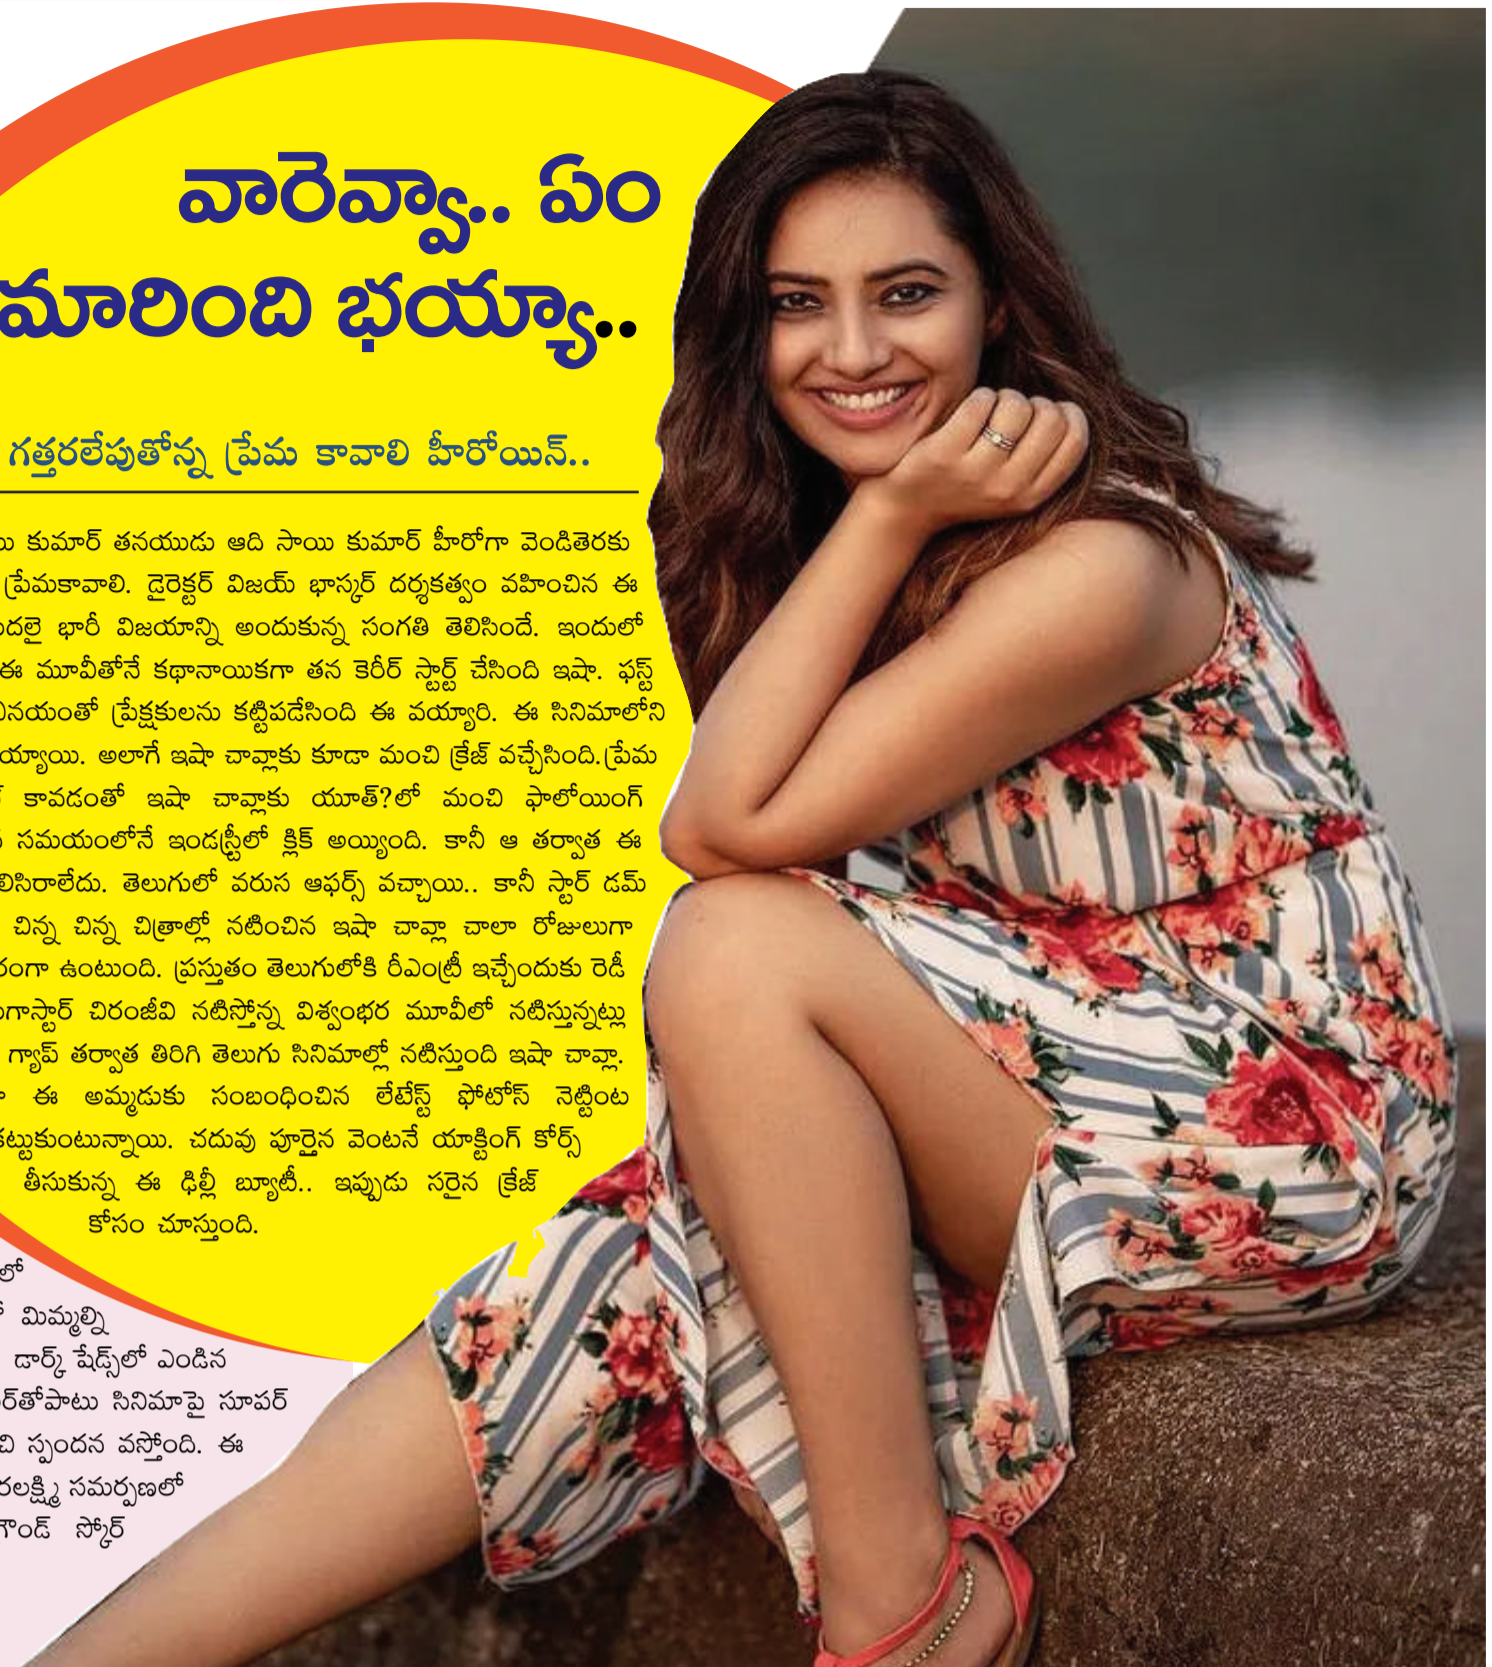 వారెవ్వా.. ఏం
మారింది భయ్యా..
గత్తరలేపుతోన్న ప్రేమ కావాలి హీరోయిన్..
కుమార్ తనయుడు ఆది సాయి కుమార్ హీరోగా వెండితెరకు
ప్రేమకావాలి. డైరెక్టర్ విజయ్ భాస్కర్ దర్శకత్వం వహించిన ఈ
భారీ విజయాన్ని అందుకున్న సంగతి తెలిసిందే. ఇందులో
ఈ మూవీతోనే కథానాయికగా తన కెరీర్ స్టార్ట్ చేసింది ఇషా. ఫస్ట్
ప్రేక్షకులను కట్టిపడేసింది ఈ వయ్యారి. ఈ సినిమాలోని
అలాగే ఇషా చావ్లాకు కూడా మంచి క్రేజ్ వచ్చేసింది.ప్రేమ
కావడంతో ఇషా చావ్లాకు యూత్?లో మంచి ఫాలోయింగ్
సమయంలోనే ఇండస్ట్రీలో క్లిక్ అయ్యింది. కానీ ఆ తర్వాత ఈ
తెలుగులో వరుస ఆఫర్స్ వచ్చాయి.. కానీ స్టార్ డమ్
చిన్న చిన్న చిత్రాల్లో నటించిన ఇషా చావ్లా చాలా రోజులుగా
ఉంటుంది. ప్రస్తుతం తెలుగులోకి రీఎంట్రీ ఇచ్చేందుకు రెడీ
చిరంజీవి నటిస్తోన్న విశ్వంభర మూవీలో నటిస్తున్నట్లు
గ్యాప్ తర్వాత తిరిగి తెలుగు సినిమాల్లో నటిస్తుంది ఇషా చావ్లా.
ఈ అమ్మడుకు సంబంధించిన లేటేస్ట్ ఫోటోస్ నెట్టింట
చదువు పూర్తైన వెంటనే యాక్టింగ్ కోర్స్
తీసుకున్న ఈ ఢిల్లీ బ్యూటీ.. ఇప్పుడు సరైన క్రేజ్
కోసం చూస్తుంది.
లో
మిమ్మల్ని
డార్క్ షేడ్స్‌లో ఎండిన
సినిమాపై సూపర్
స్పందన వస్తోంది. ఈ
సమర్పణలో
స్కోర్